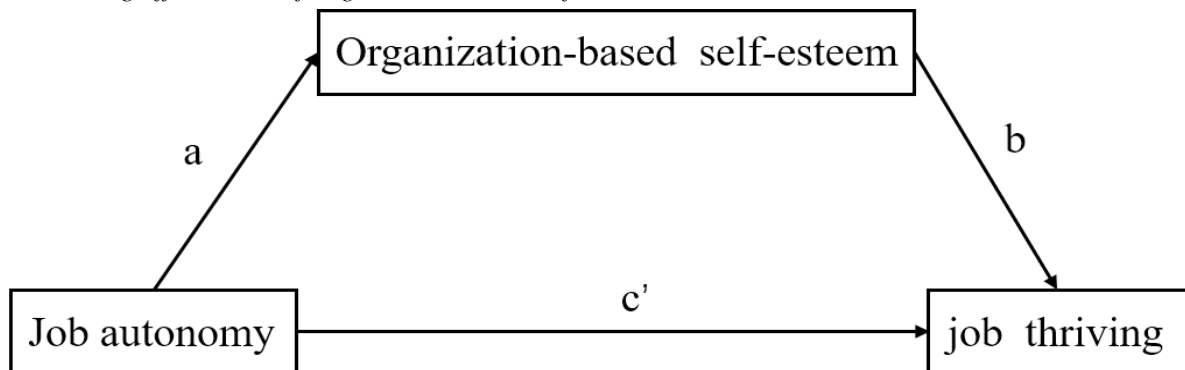 Organization-based self-esteem
a
b
c’
Job autonomy
job thriving